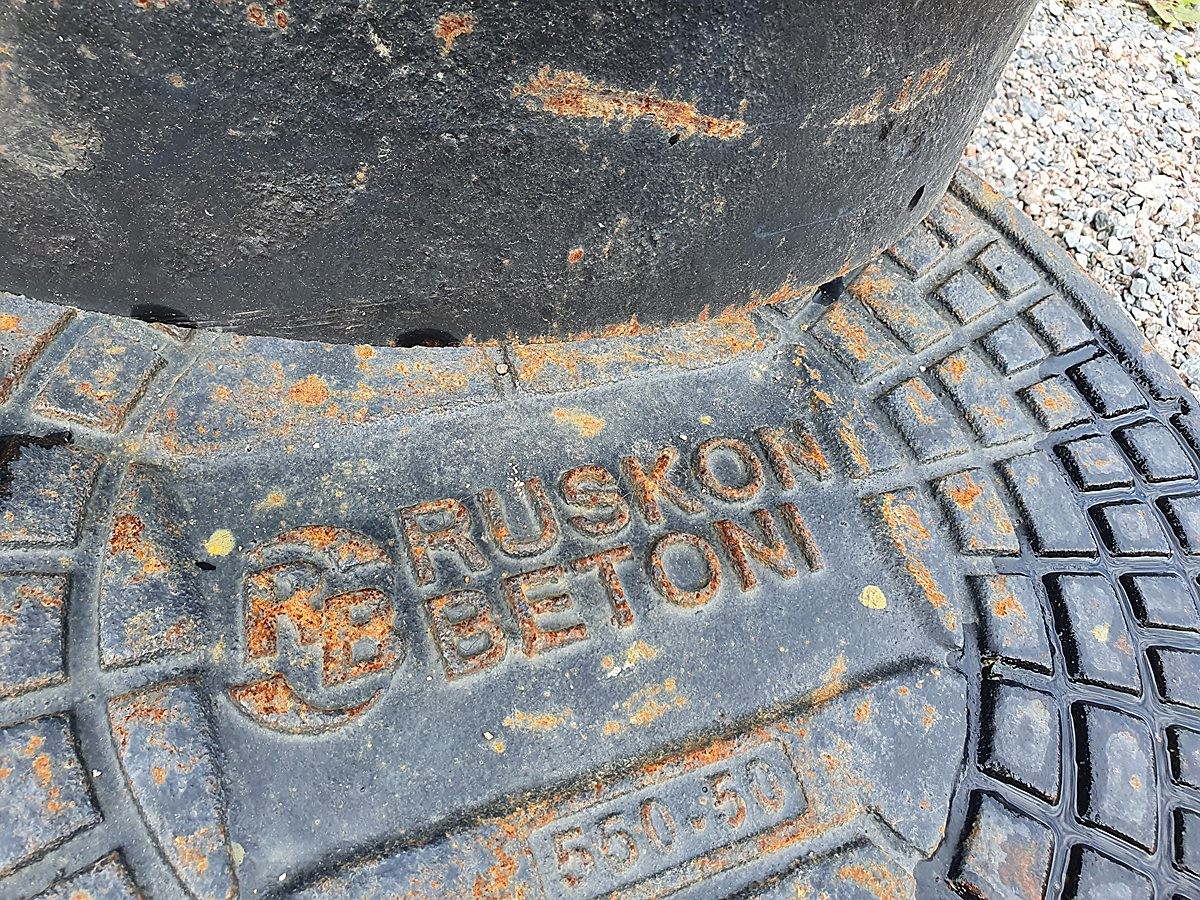 RB
RUSKON
BETONI
550-50